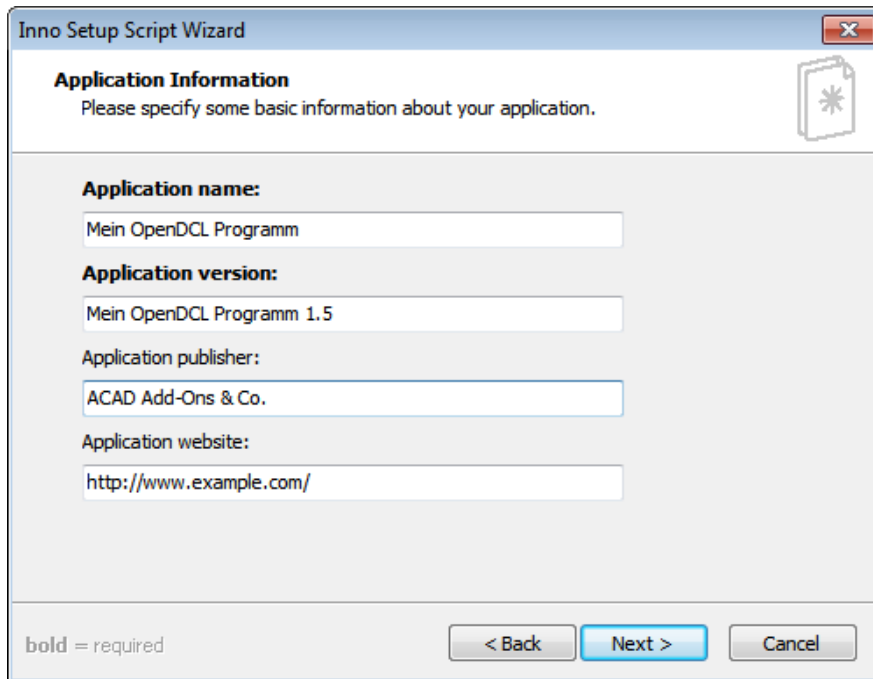 Inno Setup Script Wizard
Application Information
Please specify some basic information about your application.
Application name:
Mein OpenDCL Programm
Application version:
Mein OpenDCL Programm 1.5
Application publisher:
ACAD Add-Ons & Co.
Application website:
http://www.example.com/
bold = required
< Back
Next >
Cancel